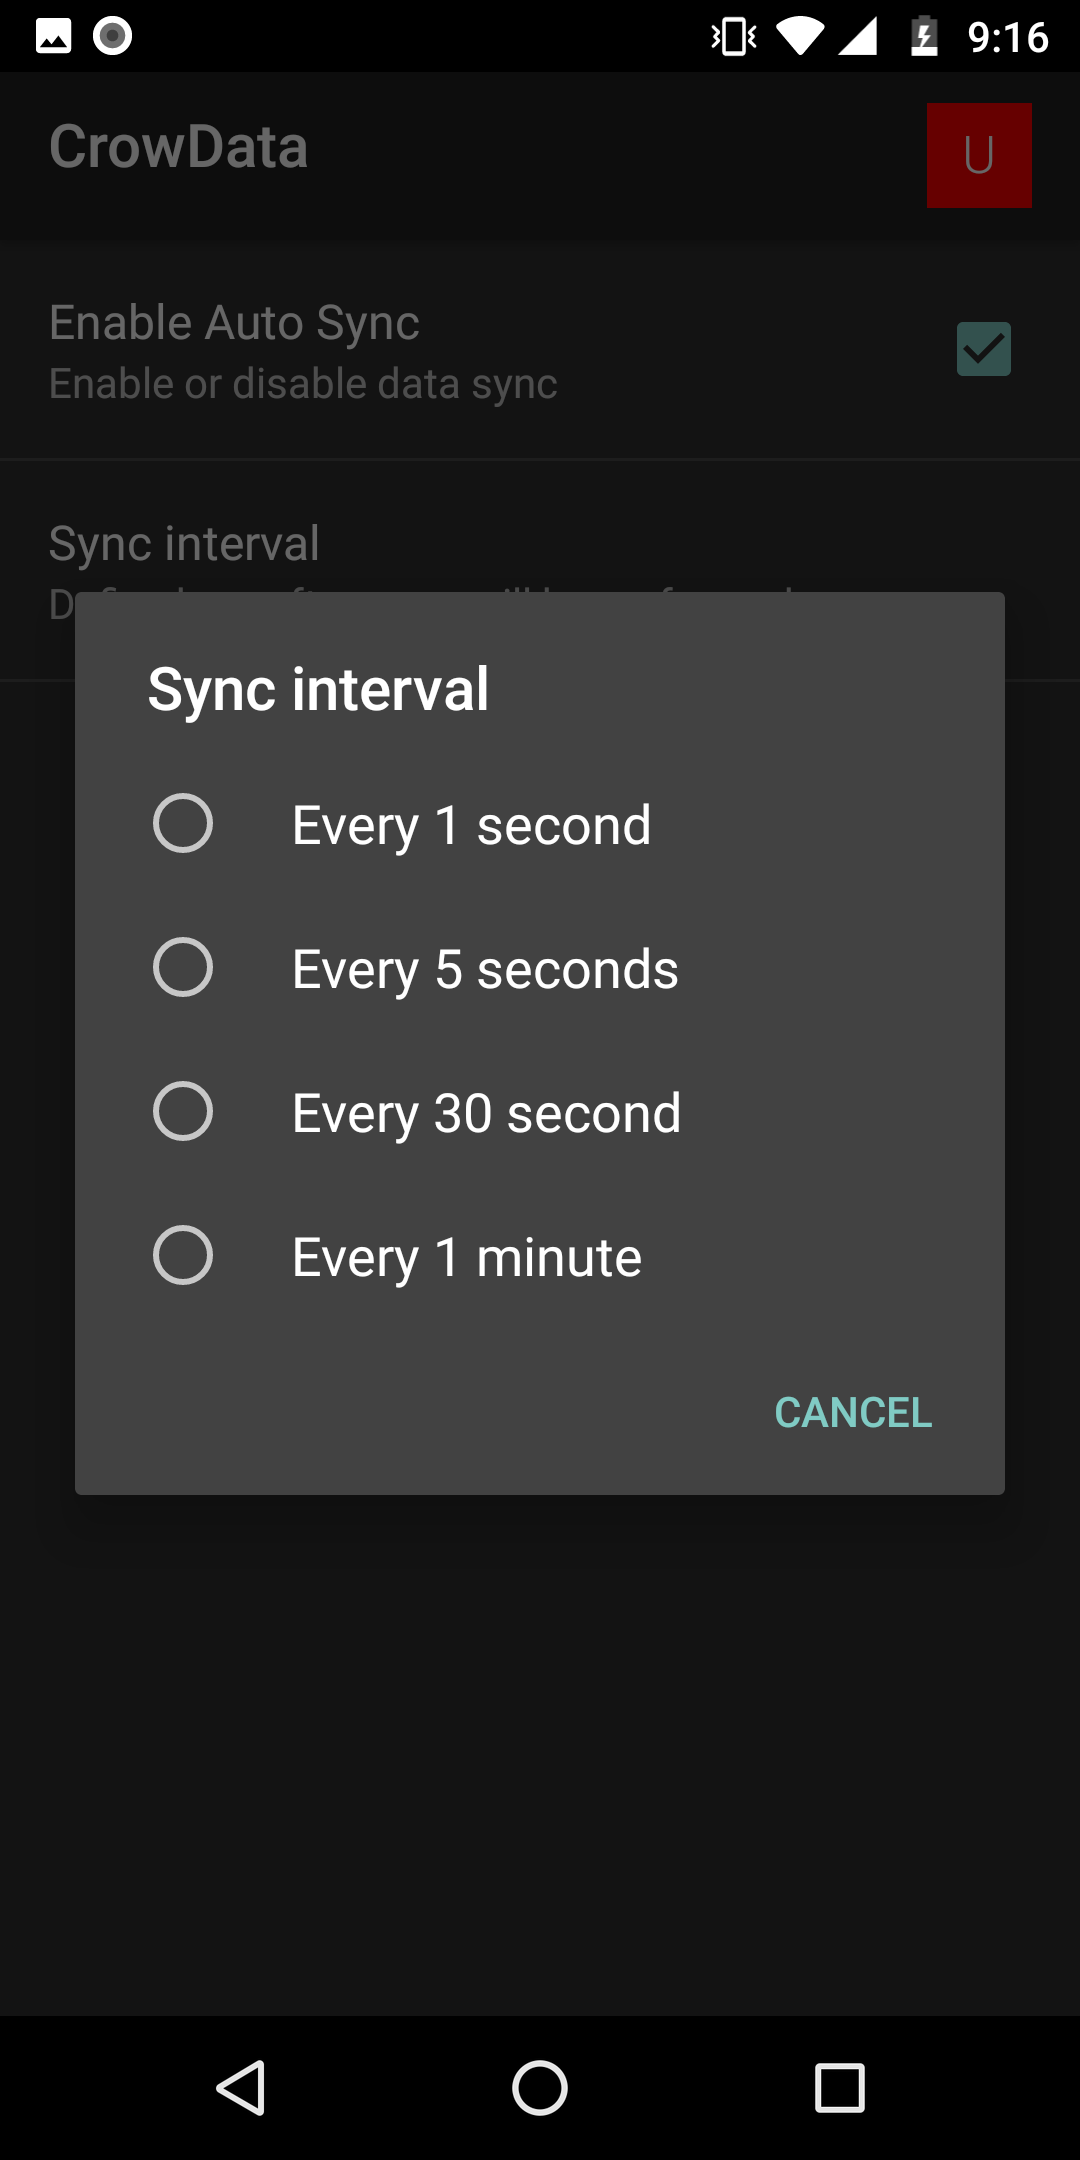 9:16
CrowData
U
Enable Auto Sync
Enable or disable data sync
Sync interval
Sync interval
Every 1 second
Every 5 seconds
Every 30 second
Every 1 minute
CANCEL